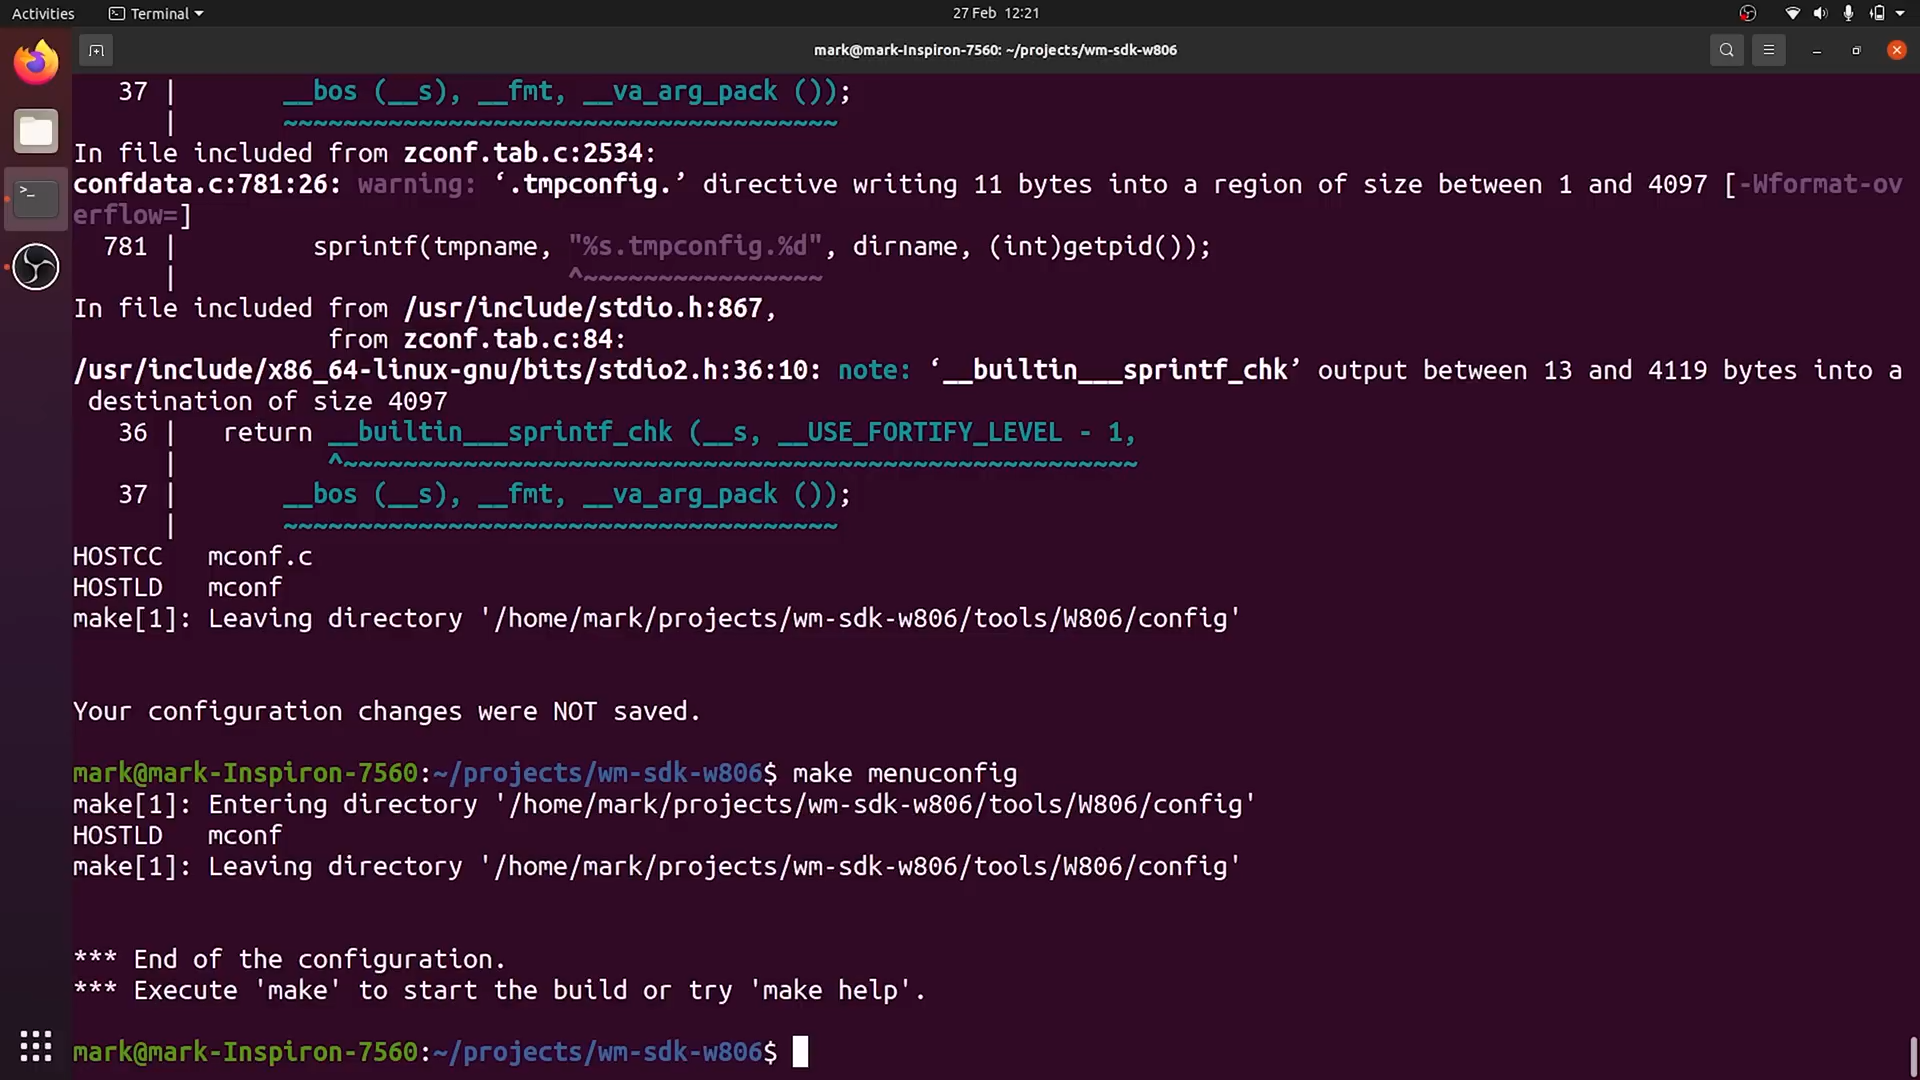 Activities
Terminal
27 Feb 12:21
mark@mark-Inspiron-7560: ~/projects/wm-sdk-w806
37 | __bos (__s), __fmt, __va_arg_pack ());
| ~~~~~~~~~~~~~~~~~~~~~~~~~~~~~~~~~~~~~
In file included from zconf.tab.c:2534:
confdata.c:781:26: warning: ‘.tmpconfig.’ directive writing 11 bytes into a region of size between 1 and 4097 [-Wformat-ov
erflow=]
781 | sprintf(tmpname, "%s.tmpconfig.%d", dirname, (int)getpid());
| ^~~~~~~~~~~~~~~~~
In file included from /usr/include/stdio.h:867,
from zconf.tab.c:84:
/usr/include/x86_64-linux-gnu/bits/stdio2.h:36:10: note: ‘__builtin___sprintf_chk’ output between 13 and 4119 bytes into a
destination of size 4097
36 | return __builtin___sprintf_chk (__s, __USE_FORTIFY_LEVEL - 1,
| ^~~~~~~~~~~~~~~~~~~~~~~~~~~~~~~~~~~~~~~~~~~~~~~~~~~~~~
37 | __bos (__s), __fmt, __va_arg_pack ());
| ~~~~~~~~~~~~~~~~~~~~~~~~~~~~~~~~~~~~~
HOSTCC mconf.c
HOSTLD mconf
make[1]: Leaving directory '/home/mark/projects/wm-sdk-w806/tools/W806/config'
Your configuration changes were NOT saved.
mark@mark-Inspiron-7560:~/projects/wm-sdk-w806$ make menuconfig
make[1]: Entering directory '/home/mark/projects/wm-sdk-w806/tools/W806/config'
HOSTLD mconf
make[1]: Leaving directory '/home/mark/projects/wm-sdk-w806/tools/W806/config'
*** End of the configuration.
*** Execute 'make' to start the build or try 'make help'.
mark@mark-Inspiron-7560:~/projects/wm-sdk-w806$